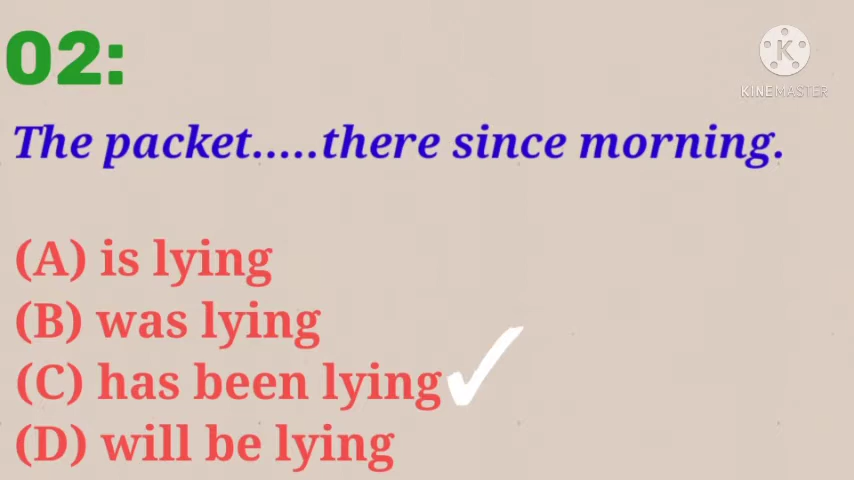 02:
KINEMASTER
The packet.....there since morning.
(A) is lying
(B) was lying
(C) has been lying
(D) will be lying